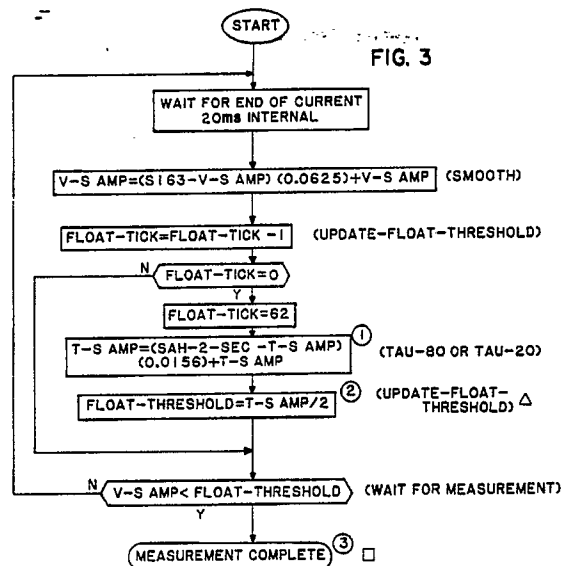 START
FIG. 3
WAIT FOR END OF CURRENT
20ms INTERNAL
V-S AMP=(S163-V-S AMP) (0.0625)+V-S AMP (SMOOTH)
FLOAT-TICK=FLOAT-TICK -1 (UPDATE-FLOAT-THRESHOLD)
N FLOAT-TICK=0
Y
FLOAT-TICK=62
T-S AMP=(SAH-2-SEC -T-S AMP) ①
(0.0156)+T-S AMP (TAU-80 OR TAU-20)
FLOAT-THRESHOLD=T-S AMP/2 ② (UPDATE-FLOAT-
THRESHOLD) △
N V-S AMP< FLOAT-THRESHOLD (WAIT FOR MEASUREMENT)
Y
MEASUREMENT COMPLETE ③ □